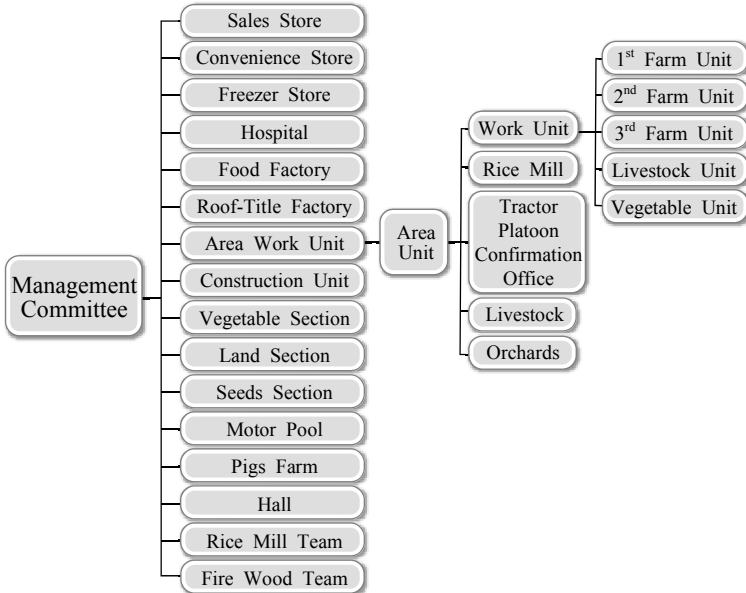 Sales Store
Convenience Store
Freezer Store
Hospital
Food Factory
Roof-Title Factory
Area Work Unit
Construction Unit
Vegetable Section
Land Section
Seeds Section
Motor Pool
Pigs Farm
Hall
Rice Mill Team
Fire Wood Team
Management
Committee
Area
Unit
Work Unit
Rice Mill
Tractor
Platoon
Confirmation
Office
Livestock
Orchards
1st Farm Unit
2nd Farm Unit
3rd Farm Unit
Livestock Unit
Vegetable Unit